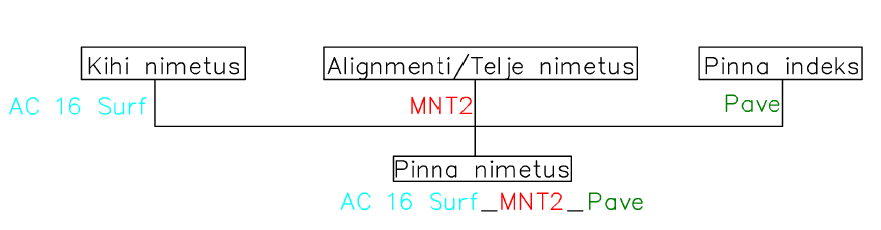 Kihi nimetus
Alignmenti/Telje nimetus
Pinna indeks
AC 16 Surf
MNT2
Pave
Pinna nimetus
AC 16 Surf_MNT2_Pave